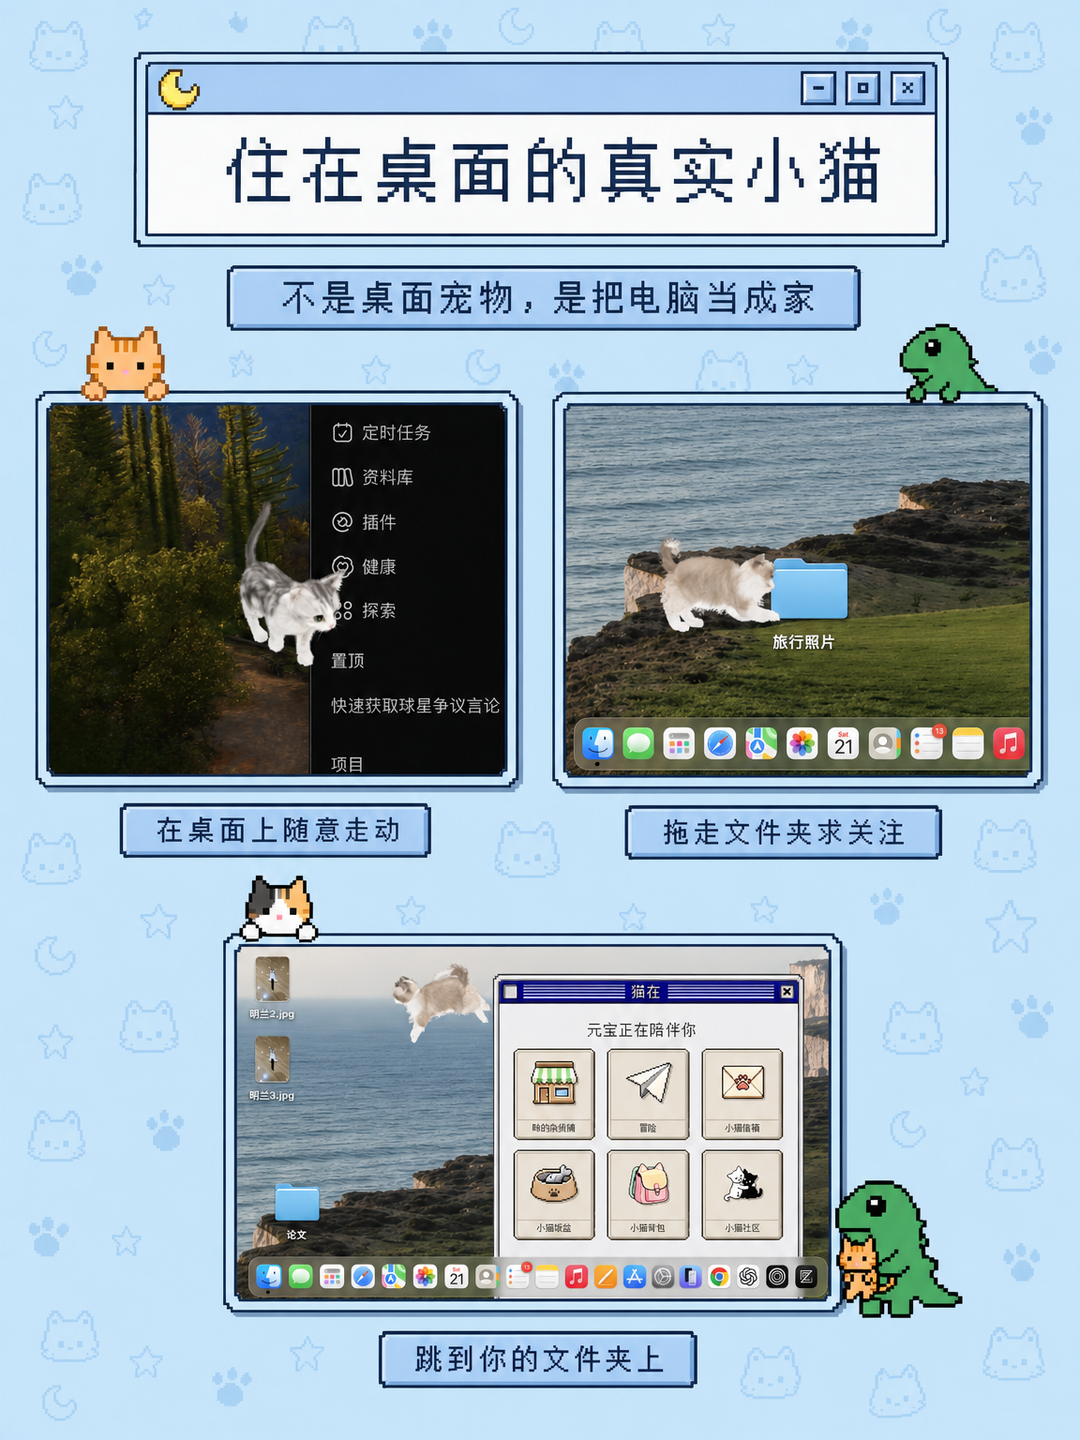 住在桌面的真实小猫
不是桌面宠物，是把电脑当成家
定时任务
资料库
插件
健康
探索
置顶
快速获取球星争议言论
项目
旅行照片
13
Sat
21
在桌面上随意走动
拖走文件夹求关注
明兰2.jpg
明兰3.jpg
论文
猫在
元宝正在陪伴你
冒险
小猫信箱
小猫饭盆
小猫背包
小猫社区
13
Sat
21
跳到你的文件夹上